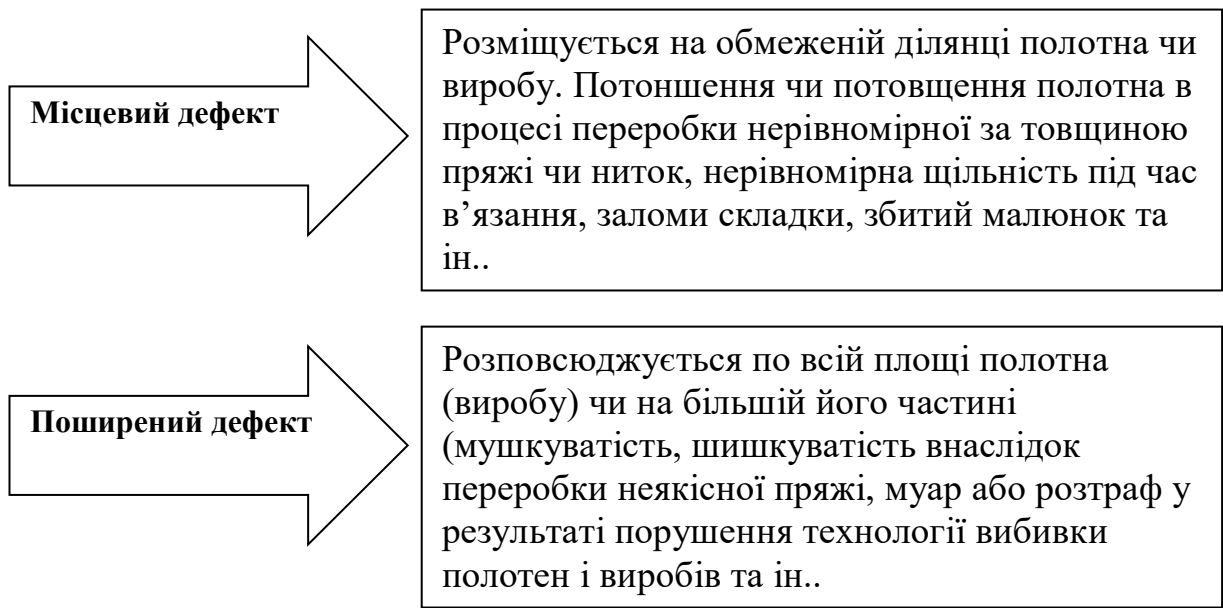 Місцевий дефект
Розміщується на обмеженій ділянці полотна чи
виробу. Потоншення чи потовщення полотна в
процесі переробки нерівномірної за товщиною
пряжі чи ниток, нерівномірна щільність під час
в’язання, заломи складки, збитий малюнок та
ін..
Поширений дефект
Розповсюджується по всій площі полотна
(виробу) чи на більшій його частині
(мушкуватість, шишкуватість внаслідок
переробки неякісної пряжі, муар або розтраф у
результаті порушення технології вибивки
полотен і виробів та ін..